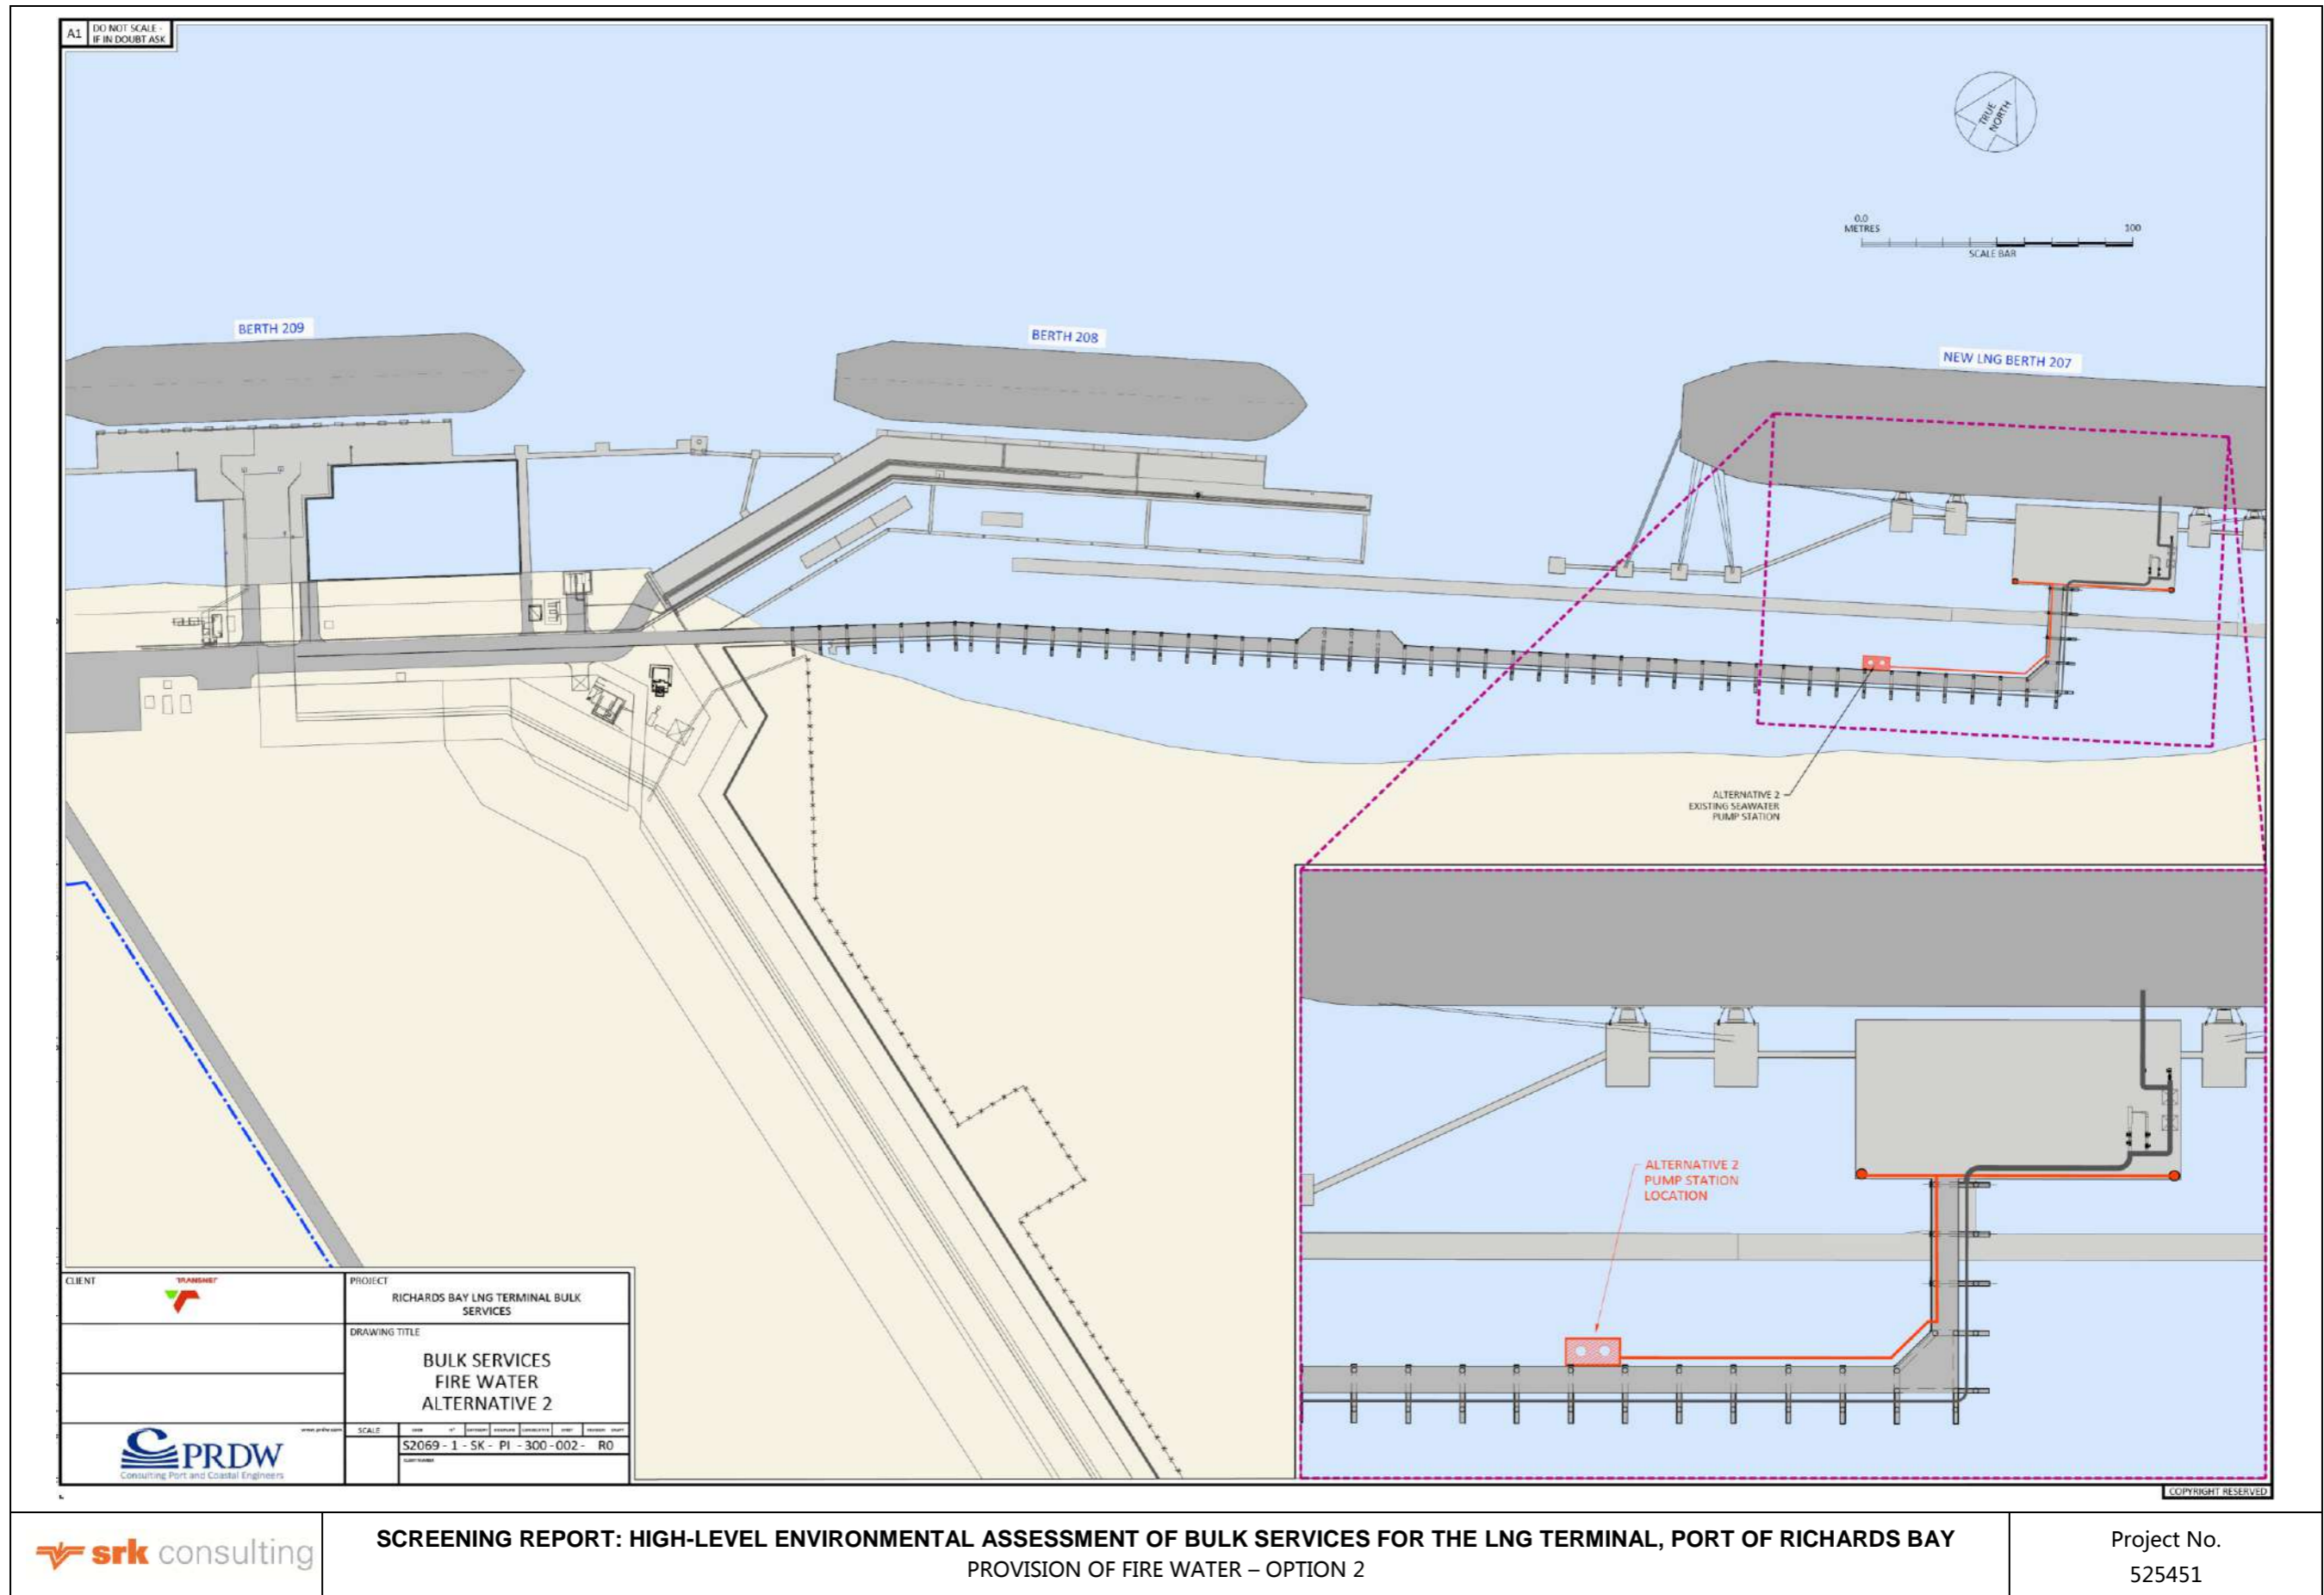 A1
DO NOT SCALE -
IF IN DOUBT ASK
TRUE
NORTH
0.0
METRES
100
SCALE BAR
BERTH 209
BERTH 208
NEW LNG BERTH 207
ALTERNATIVE 2
EXISTING SEAWATER
PUMP STATION
ALTERNATIVE 2
PUMP STATION
LOCATION
CLIENT
TRANSNET
PROJECT
RICHARDS BAY LNG TERMINAL BULK
SERVICES
DRAWING TITLE
BULK SERVICES
FIRE WATER
ALTERNATIVE 2
www.prdw.com
PRDW
Consulting Port and Coastal Engineers
SCALE
S2069 - 1 - SK - PI - 300 - 002 - R0
COPYRIGHT RESERVED
srk consulting
SCREENING REPORT: HIGH-LEVEL ENVIRONMENTAL ASSESSMENT OF BULK SERVICES FOR THE LNG TERMINAL, PORT OF RICHARDS BAY
PROVISION OF FIRE WATER – OPTION 2
Project No.
525451